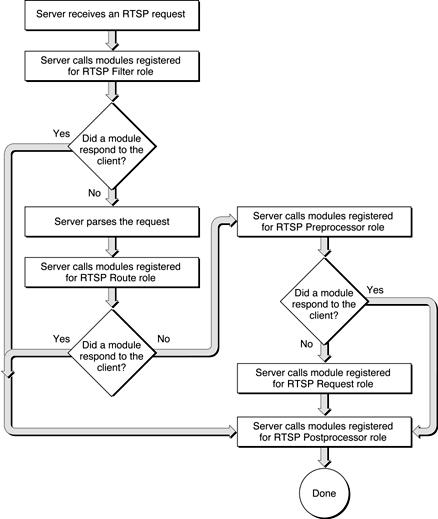 Server receives an RTSP request
Server calls modules registered
for RTSP Filter role
Yes
Did a module
respond to the
client?
No
Server parses the request
Server calls modules registered
for RTSP Route role
Yes
Did a module
respond to the
client?
No
Server calls modules registered
for RTSP Preprocessor role
Did a module
respond to the
client?
Yes
No
Server calls module registered
for RTSP Request role
Server calls modules registered
for RTSP Postprocessor role
Done